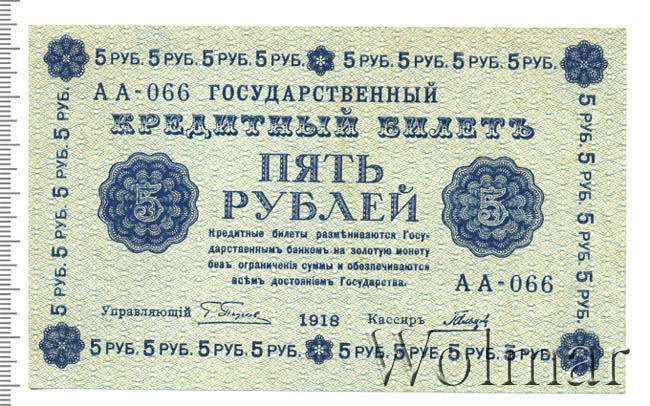 5 РУБ. 5 РУБ. 5 РУБ. 5 РУБ. 5 РУБ. 5 РУБ. 5 РУБ. 5 РУБ.
АА-066 ГОСУДАРСТВЕННЫЙ
КРЕДИТНЫЙ БИЛЕТЪ
ПЯТЬ
РУБЛЕЙ
5
5
Кредитные билеты размѣниваются Госу-
дарственнымъ банкомъ на золотую монету
безъ ограниченія суммы и обезпечиваются
всѣмъ достояніемъ Государства.
АА-066
Управляющій
1918
Кассиръ
5 РУБ. 5 РУБ. 5 РУБ. 5 РУБ. 5 РУБ. 5 РУБ. 5 РУБ. 5 РУБ.
5 РУБ. 5 РУБ. 5 РУБ. 5 РУБ. 5 РУБ.
5 РУБ. 5 РУБ. 5 РУБ. 5 РУБ. 5 РУБ.
Wolmar